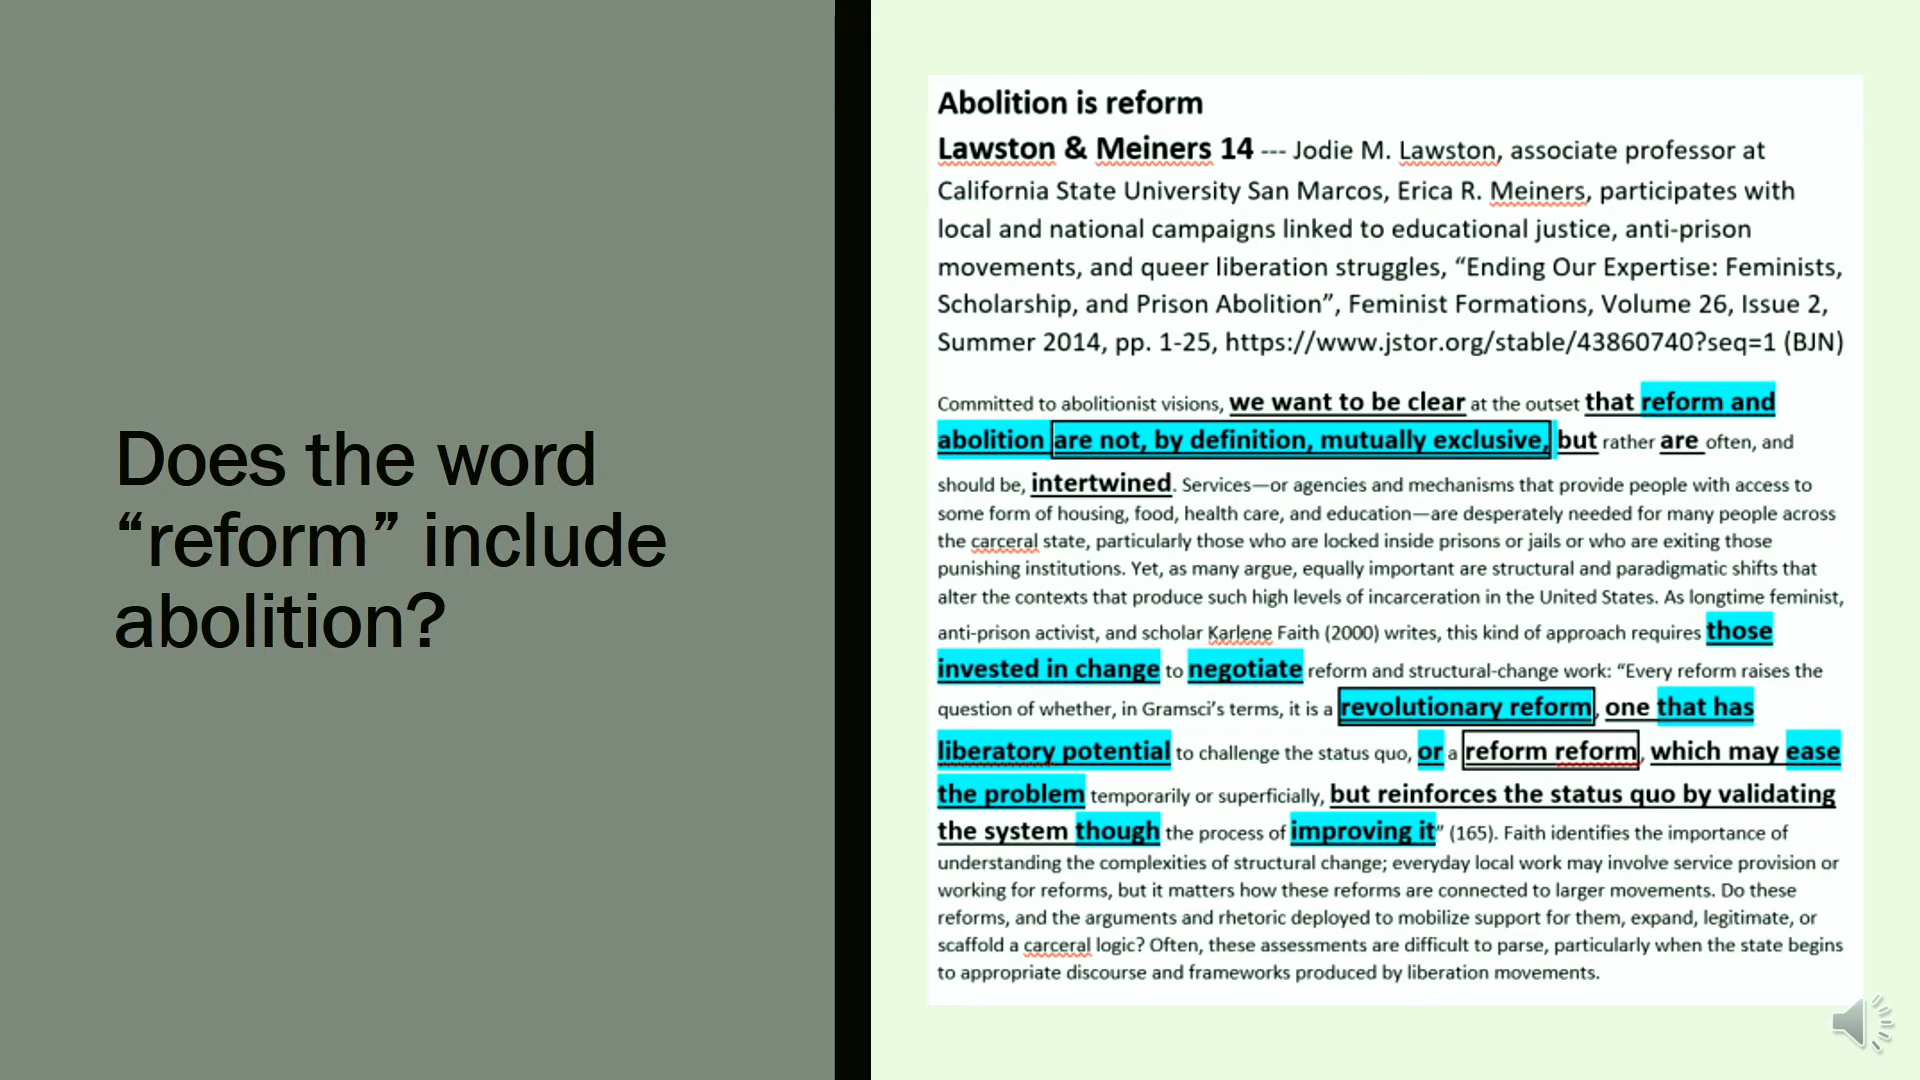 Does the word
“reform” include
abolition?
Abolition is reform
Lawston & Meiners 14 --- Jodie M. Lawston, associate professor at
California State University San Marcos, Erica R. Meiners, participates with
local and national campaigns linked to educational justice, anti-prison
movements, and queer liberation struggles, “Ending Our Expertise: Feminists,
Scholarship, and Prison Abolition”, Feminist Formations, Volume 26, Issue 2,
Summer 2014, pp. 1-25, https://www.jstor.org/stable/43860740?seq=1 (BJN)
Committed to abolitionist visions, we want to be clear at the outset that reform and
abolition are not, by definition, mutually exclusive, but rather are often, and
should be, intertwined. Services—or agencies and mechanisms that provide people with access to
some form of housing, food, health care, and education—are desperately needed for many people across
the carceral state, particularly those who are locked inside prisons or jails or who are exiting those
punishing institutions. Yet, as many argue, equally important are structural and paradigmatic shifts that
alter the contexts that produce such high levels of incarceration in the United States. As longtime feminist,
anti-prison activist, and scholar Karlene Faith (2000) writes, this kind of approach requires those
invested in change to negotiate reform and structural-change work: “Every reform raises the
question of whether, in Gramsci’s terms, it is a revolutionary reform, one that has
liberatory potential to challenge the status quo, or a reform reform, which may ease
the problem temporarily or superficially, but reinforces the status quo by validating
the system though the process of improving it” (165). Faith identifies the importance of
understanding the complexities of structural change; everyday local work may involve service provision or
working for reforms, but it matters how these reforms are connected to larger movements. Do these
reforms, and the arguments and rhetoric deployed to mobilize support for them, expand, legitimate, or
scaffold a carceral logic? Often, these assessments are difficult to parse, particularly when the state begins
to appropriate discourse and frameworks produced by liberation movements.